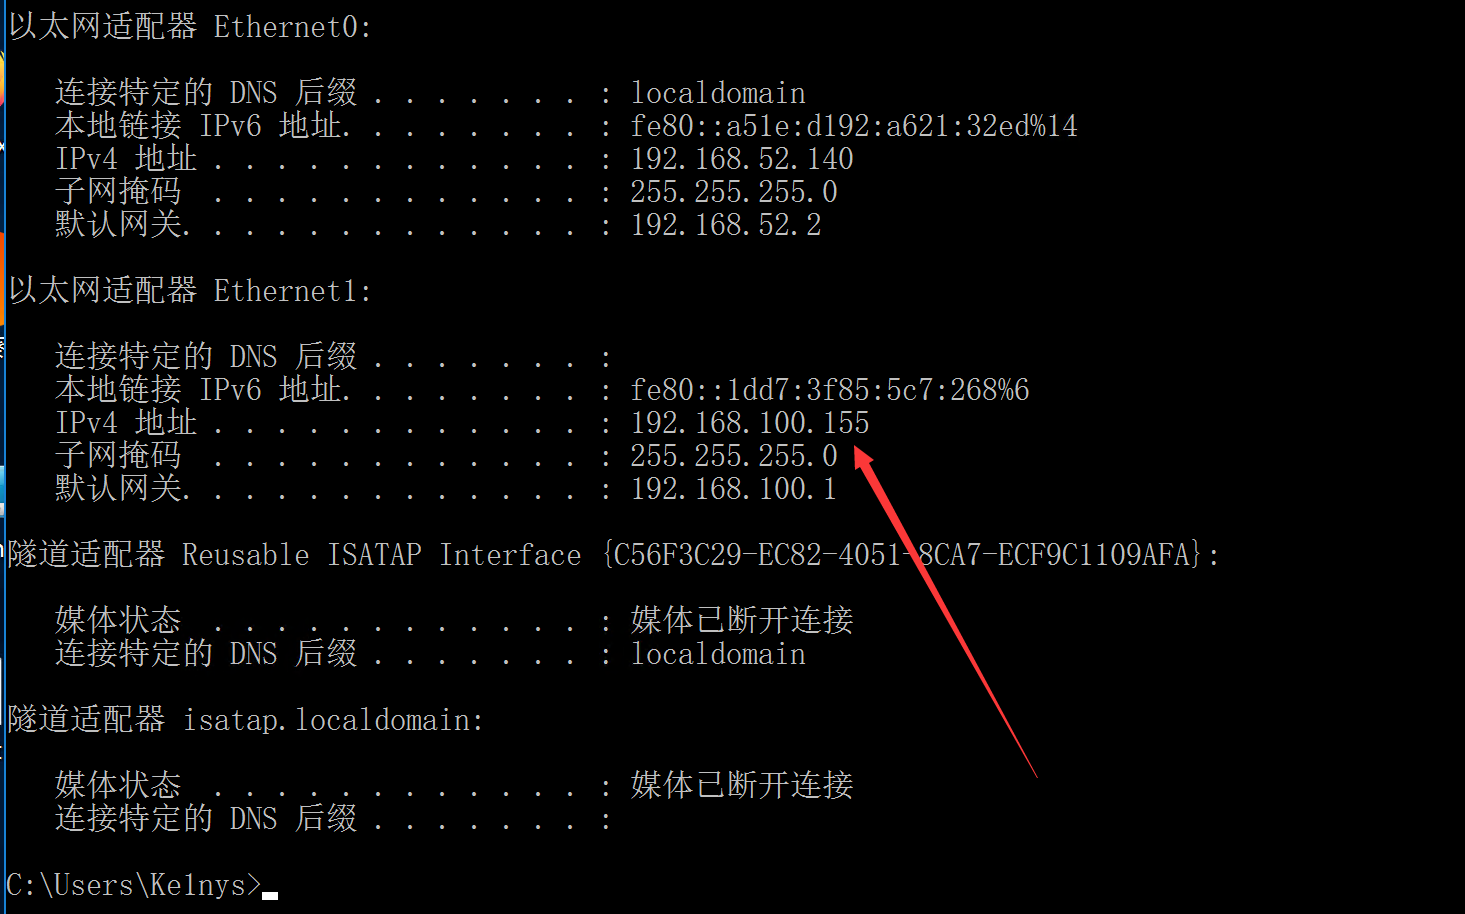 以太网适配器 Ethernet0:
连接特定的 DNS 后缀 . . . . . . . : localdomain
本地链接 IPv6 地址. . . . . . . . : fe80::a51e:d192:a621:32ed%14
IPv4 地址 . . . . . . . . . . . . : 192.168.52.140
子网掩码  . . . . . . . . . . . . : 255.255.255.0
默认网关. . . . . . . . . . . . . : 192.168.52.2
以太网适配器 Ethernet1:
连接特定的 DNS 后缀 . . . . . . . :
本地链接 IPv6 地址. . . . . . . . : fe80::1dd7:3f85:5c7:268%6
IPv4 地址 . . . . . . . . . . . . : 192.168.100.155
子网掩码  . . . . . . . . . . . . : 255.255.255.0
默认网关. . . . . . . . . . . . . : 192.168.100.1
隧道适配器 Reusable ISATAP Interface {C56F3C29-EC82-4051-8CA7-ECF9C1109AFA}:
媒体状态  . . . . . . . . . . . . : 媒体已断开连接
连接特定的 DNS 后缀 . . . . . . . : localdomain
隧道适配器 isatap.localdomain:
媒体状态  . . . . . . . . . . . . : 媒体已断开连接
连接特定的 DNS 后缀 . . . . . . . :
C:\Users\Ke1nys>